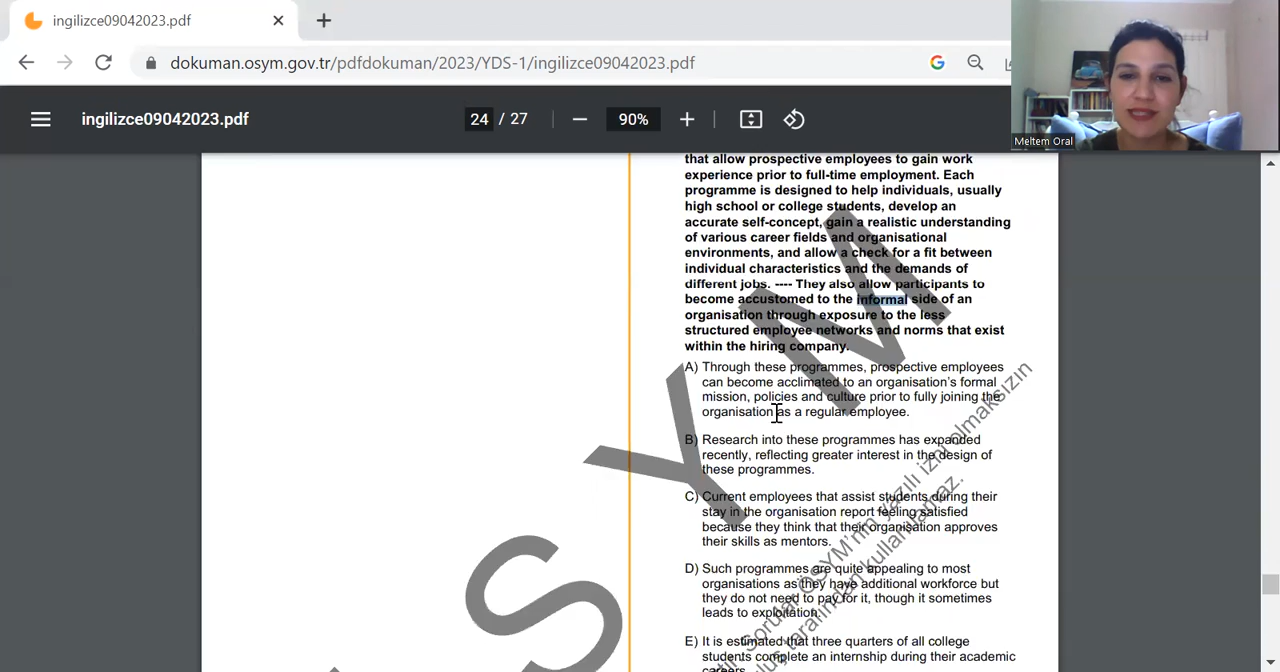 ingilizce09042023.pdf
dokuman.osym.gov.tr/pdfdokuman/2023/YDS-1/ingilizce09042023.pdf
ingilizce09042023.pdf
24 / 27
90%
Meltem Oral
that allow prospective employees to gain work
experience prior to full-time employment. Each
programme is designed to help individuals, usually
high school or college students, develop an
accurate self-concept, gain a realistic understanding
of various career fields and organisational
environments, and allow a check for a fit between
individual characteristics and the demands of
different jobs. ---- They also allow participants to
become accustomed to the informal side of an
organisation through exposure to the less
structured employee networks and norms that exist
within the hiring company.
A) Through these programmes, prospective employees
can become acclimated to an organisation's formal
mission, policies and culture prior to fully joining the
organisation as a regular employee.
B) Research into these programmes has expanded
recently, reflecting greater interest in the design of
these programmes.
C) Current employees that assist students during their
stay in the organisation report feeling satisfied
because they think that their organisation approves
their skills as mentors.
D) Such programmes are quite appealing to most
organisations as they have additional workforce but
they do not need to pay for it, though it sometimes
leads to exploitation.
E) It is estimated that three quarters of all college
students complete an internship during their academic
careers
S Y M
Sorular ÖSYM'nin yazılı izni olmaksızın
tarafından kullanılamaz.